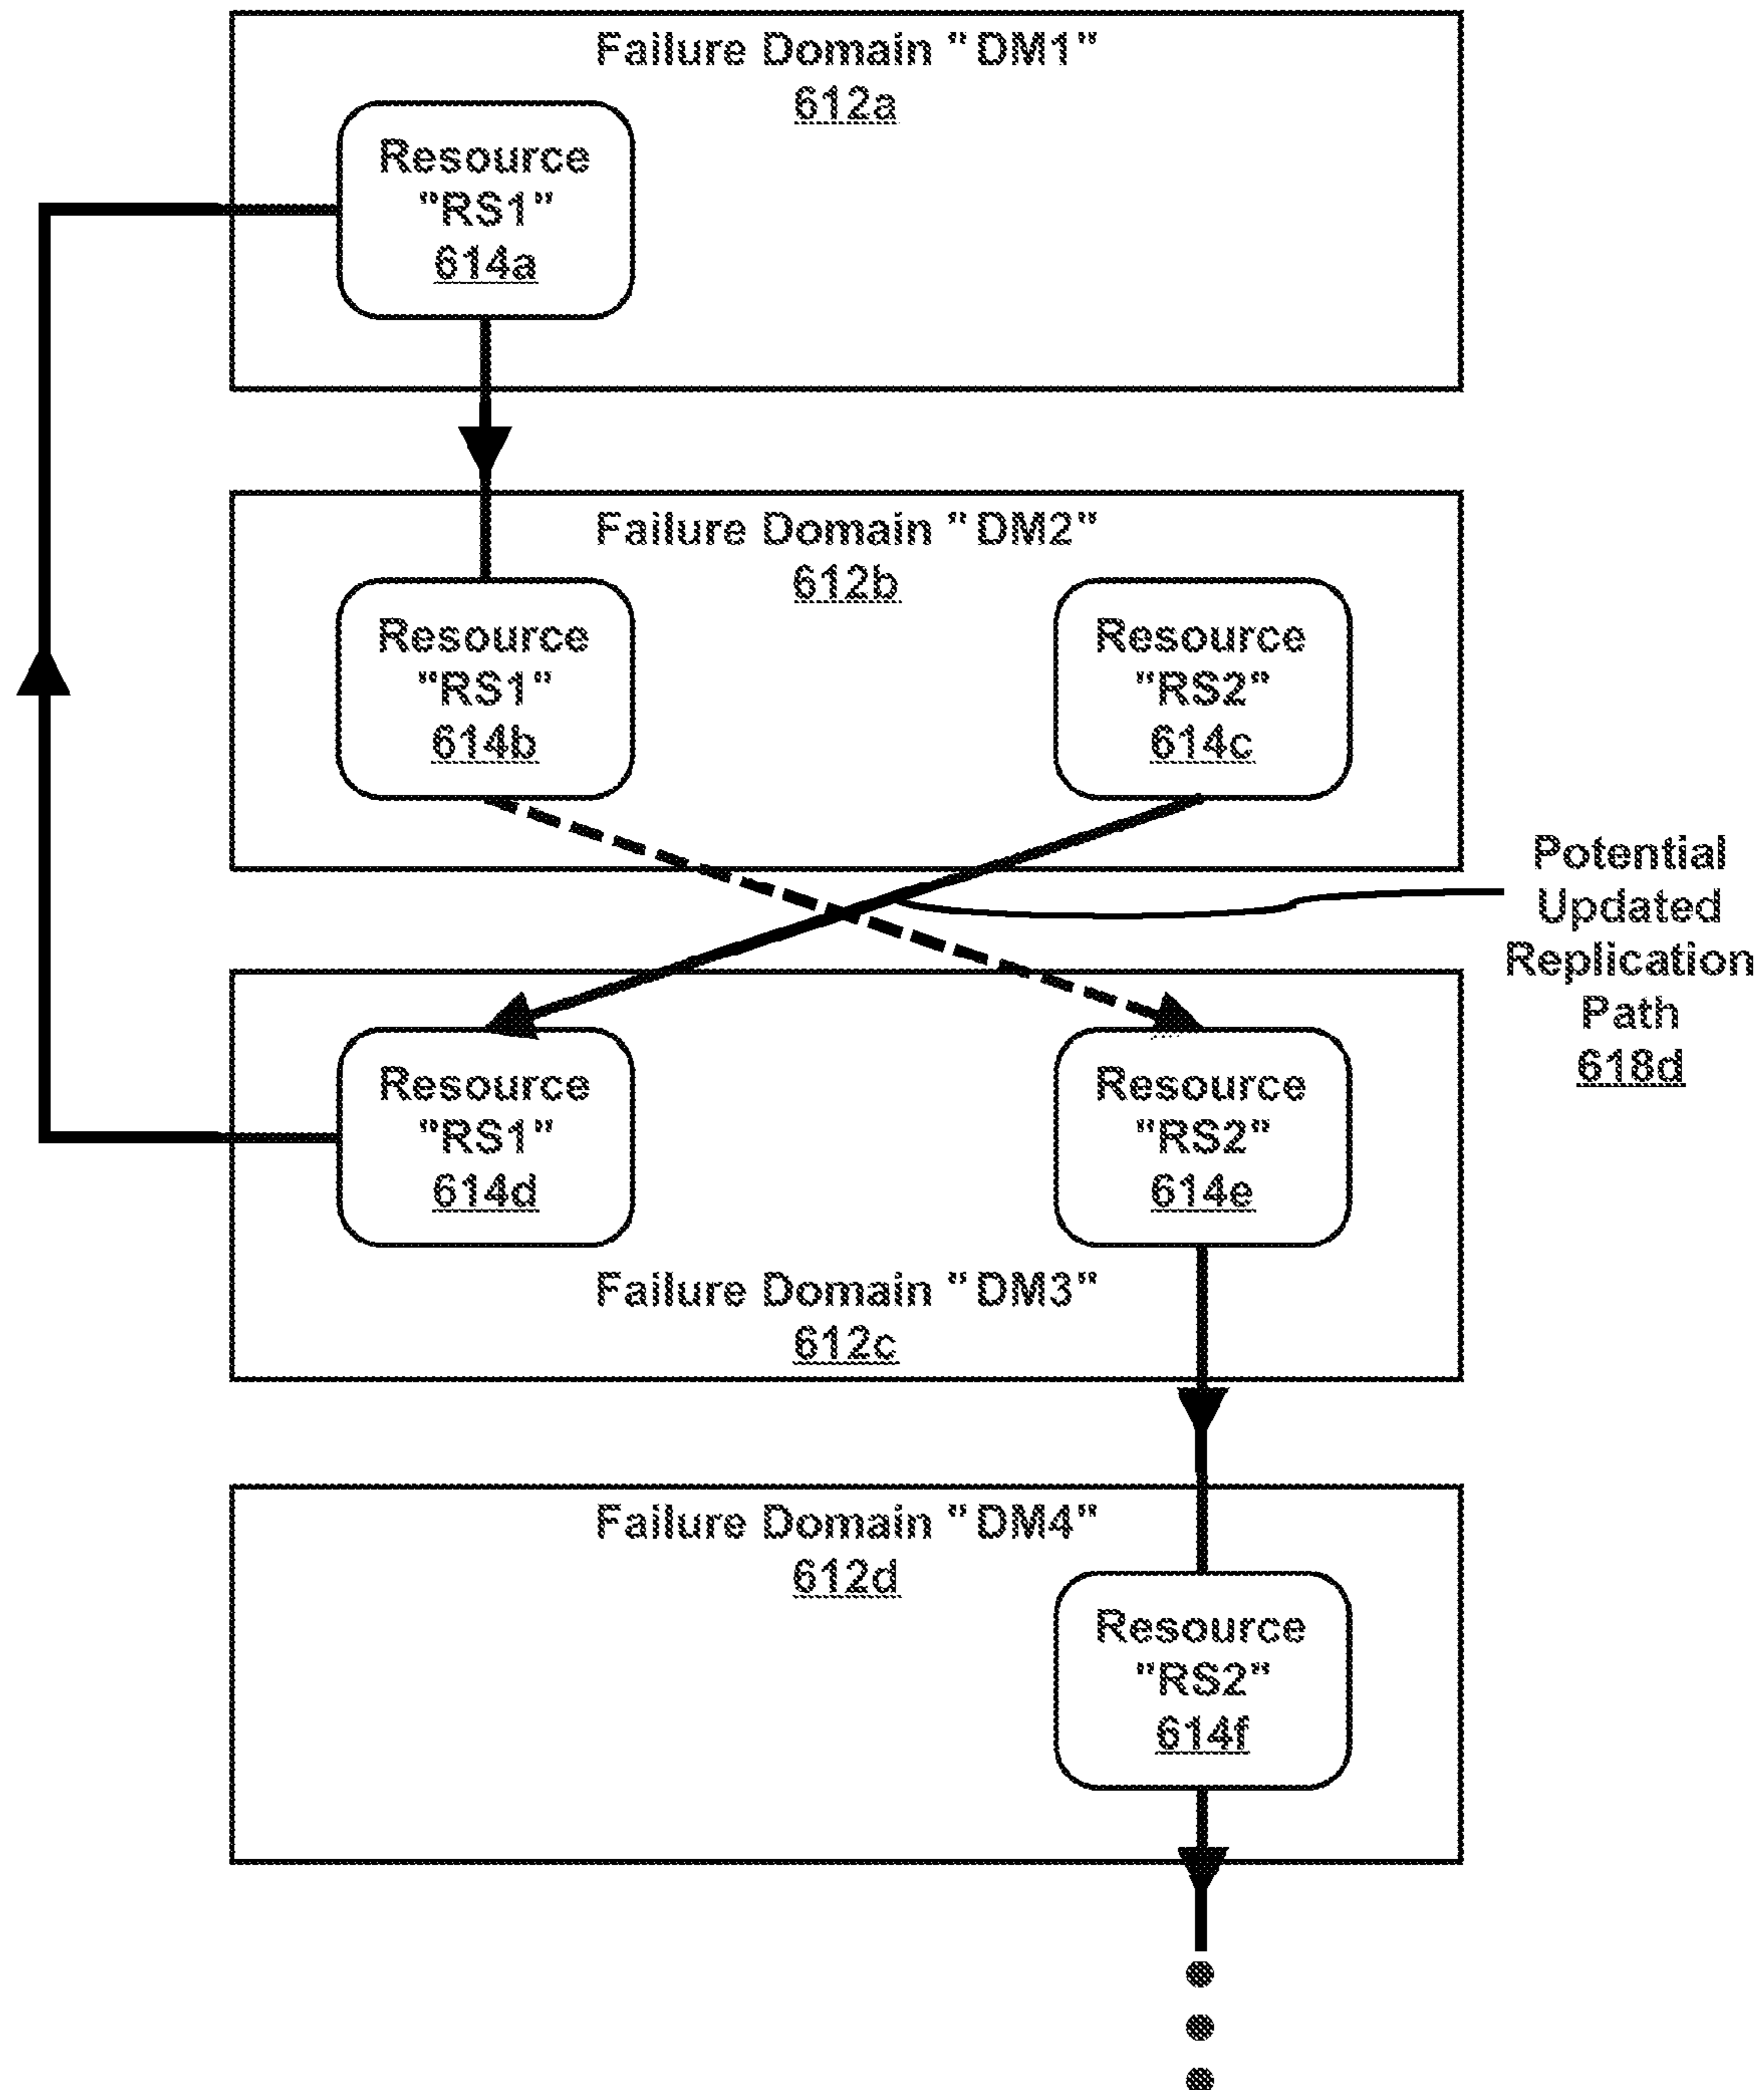 Failure Domain "DM1"
612a
Resource
"RS1"
614a
Failure Domain "DM2"
612b
Resource
"RS1"
614b
Resource
"RS2"
614c
Potential
Updated
Replication
Path
618d
Resource
"RS1"
614d
Resource
"RS2"
614e
Failure Domain "DM3"
612c
Failure Domain "DM4"
612d
Resource
"RS2"
614f